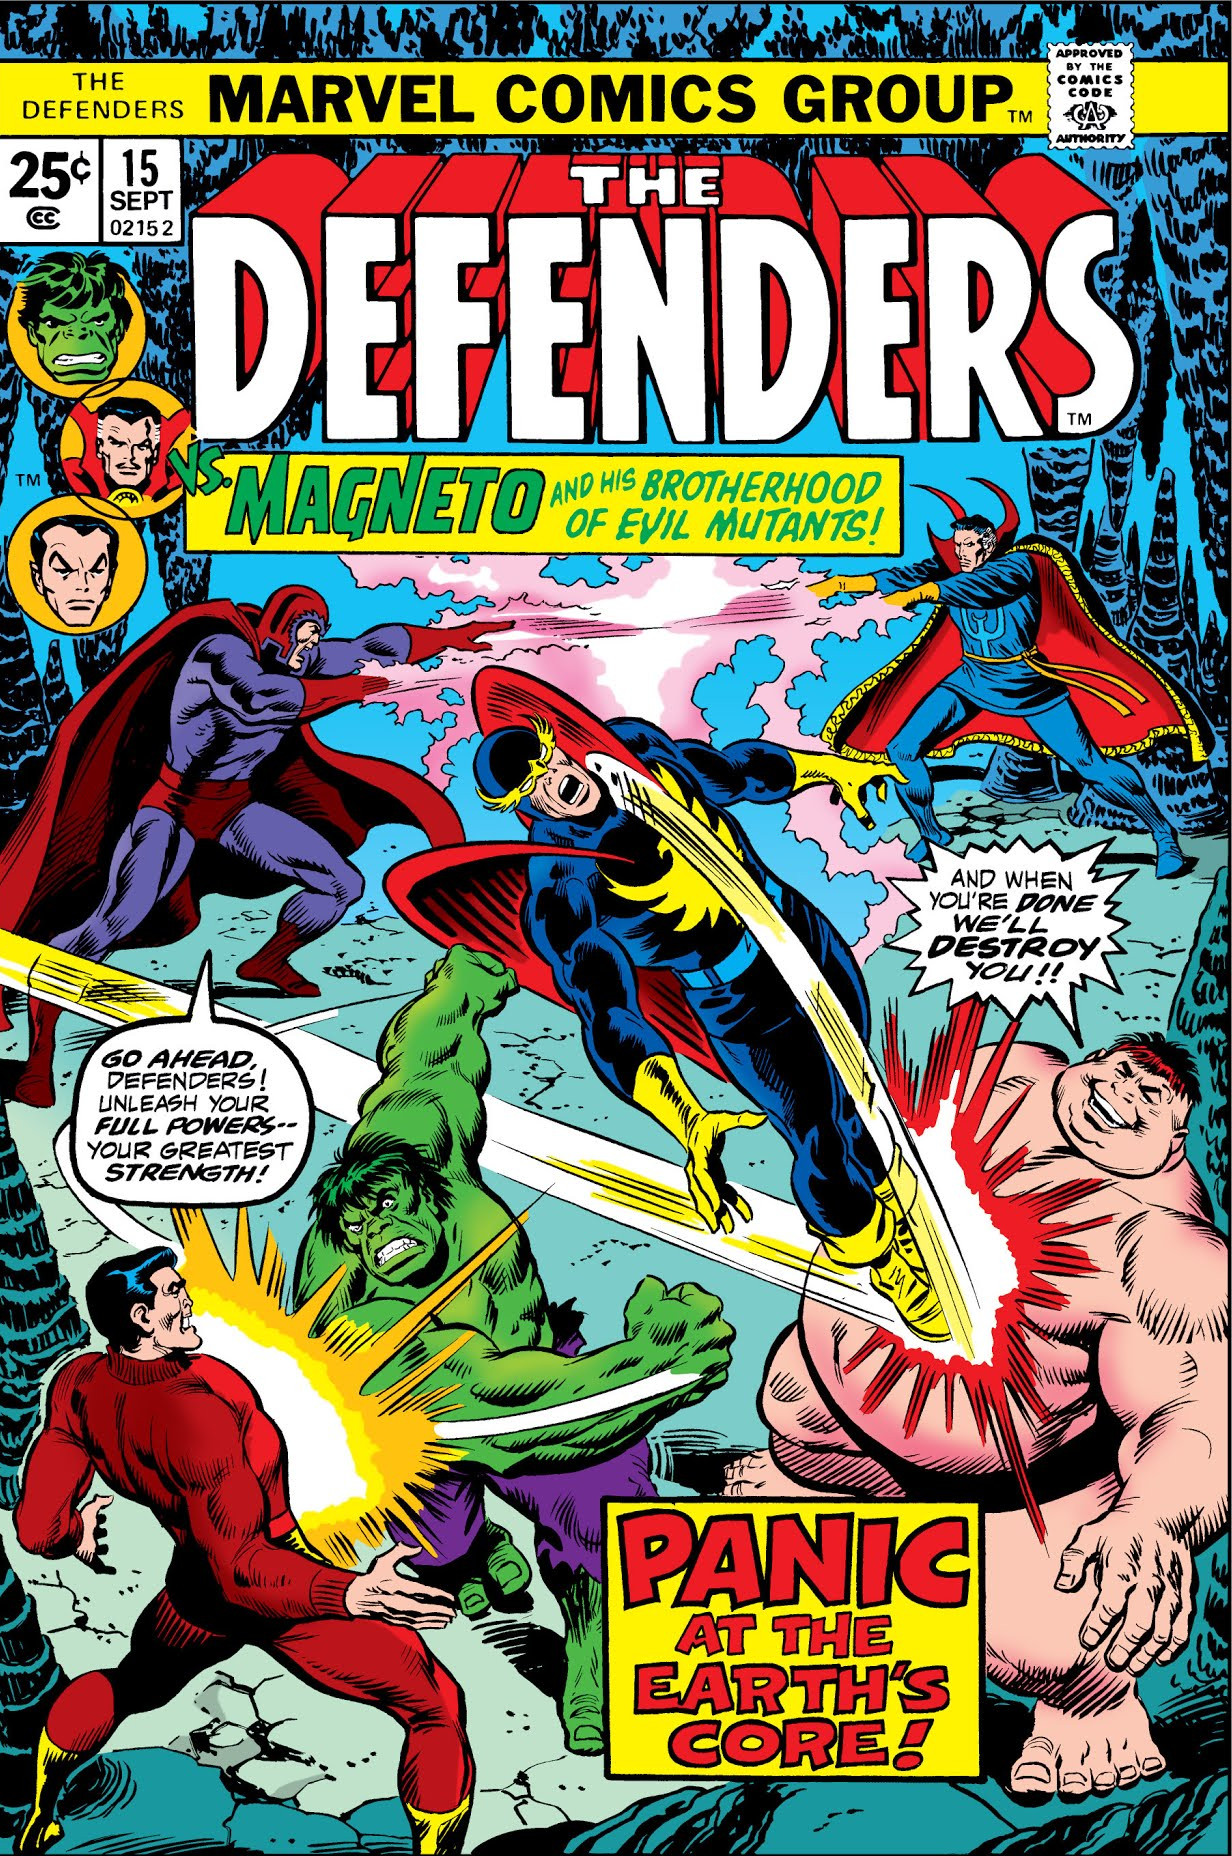 THE
DEFENDERS
MARVEL COMICS GROUP TM
APPROVED
BY THE
COMICS
CODE
CA
AUTHORITY
25¢
CC
15
SEPT
02152
THE
DEFENDERS
TM
TM
VS. MAGNETO
AND HIS BROTHERHOOD
OF EVIL MUTANTS!
AND WHEN
YOU'RE DONE
WE'LL
DESTROY
YOU!!
GO AHEAD,
DEFENDERS!
UNLEASH YOUR
FULL POWERS--
YOUR GREATEST
STRENGTH!
PANIC
AT THE
EARTH'S
CORE!